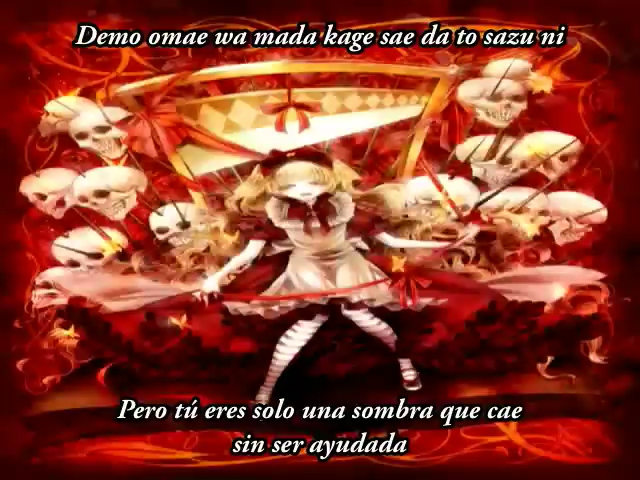 Demo omae wa mada kage sae da to sazu ni
Pero tú eres solo una sombra que cae
sin ser ayudada